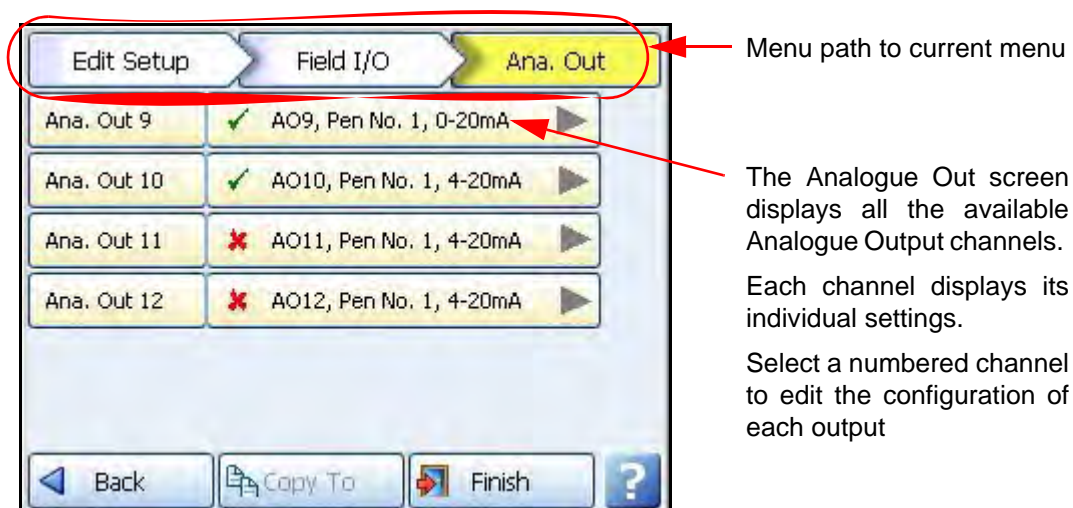 Edit Setup Field I/O Ana. Out
Menu path to current menu
Ana. Out 9 AO9, Pen No. 1, 0-20mA
Ana. Out 10 AO10, Pen No. 1, 4-20mA
Ana. Out 11 AO11, Pen No. 1, 4-20mA
Ana. Out 12 AO12, Pen No. 1, 4-20mA
The Analogue Out screen
displays all the available
Analogue Output channels.
Each channel displays its
individual settings.
Select a numbered channel
to edit the configuration of
each output
Back Copy To Finish ?